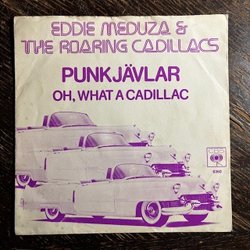 EDDIE MEDUZA &
THE ROARING CADILLACS
PUNKJÄVLAR
OH, WHAT A CADILLAC
CBS